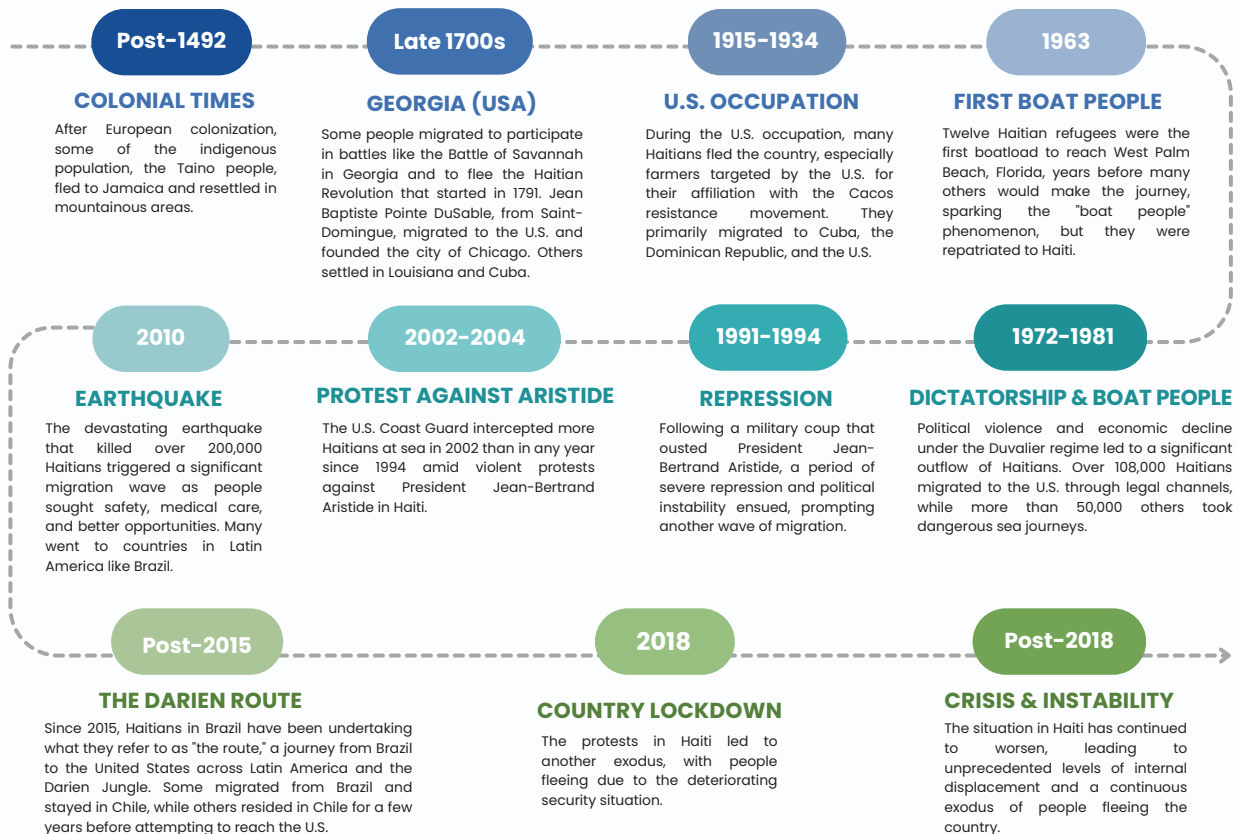 Post-1492
COLONIAL TIMES
After European colonization,
some of the indigenous
population, the Taino people,
fled to Jamaica and resettled in
mountainous areas.
Late 1700s
GEORGIA (USA)
Some people migrated to participate
in battles like the Battle of Savannah
in Georgia and to flee the Haitian
Revolution that started in 1791. Jean
Baptiste Pointe DuSable, from Saint-
Domingue, migrated to the U.S. and
founded the city of Chicago. Others
settled in Louisiana and Cuba.
1915-1934
U.S. OCCUPATION
During the U.S. occupation, many
Haitians fled the country, especially
farmers targeted by the U.S. for
their affiliation with the Cacos
resistance movement. They
primarily migrated to Cuba, the
Dominican Republic, and the U.S.
1963
FIRST BOAT PEOPLE
Twelve Haitian refugees were the
first boatload to reach West Palm
Beach, Florida, years before many
others would make the journey,
sparking the "boat people"
phenomenon, but they were
repatriated to Haiti.
1972-1981
DICTATORSHIP & BOAT PEOPLE
Political violence and economic decline
under the Duvalier regime led to a significant
outflow of Haitians. Over 108,000 Haitians
migrated to the U.S. through legal channels,
while more than 50,000 others took
dangerous sea journeys.
1991-1994
REPRESSION
Following a military coup that
ousted President Jean-
Bertrand Aristide, a period of
severe repression and political
instability ensued, prompting
another wave of migration.
2002-2004
PROTEST AGAINST ARISTIDE
The U.S. Coast Guard intercepted more
Haitians at sea in 2002 than in any year
since 1994 amid violent protests
against President Jean-Bertrand
Aristide in Haiti.
2010
EARTHQUAKE
The devastating earthquake
that killed over 200,000
Haitians triggered a significant
migration wave as people
sought safety, medical care,
and better opportunities. Many
went to countries in Latin
America like Brazil.
Post-2015
THE DARIEN ROUTE
Since 2015, Haitians in Brazil have been undertaking
what they refer to as "the route," a journey from Brazil
to the United States across Latin America and the
Darien Jungle. Some migrated from Brazil and
stayed in Chile, while others resided in Chile for a few
years before attempting to reach the U.S.
2018
COUNTRY LOCKDOWN
The protests in Haiti led to
another exodus, with people
fleeing due to the deteriorating
security situation.
Post-2018
CRISIS & INSTABILITY
The situation in Haiti has continued
to worsen, leading to
unprecedented levels of internal
displacement and a continuous
exodus of people fleeing the
country.